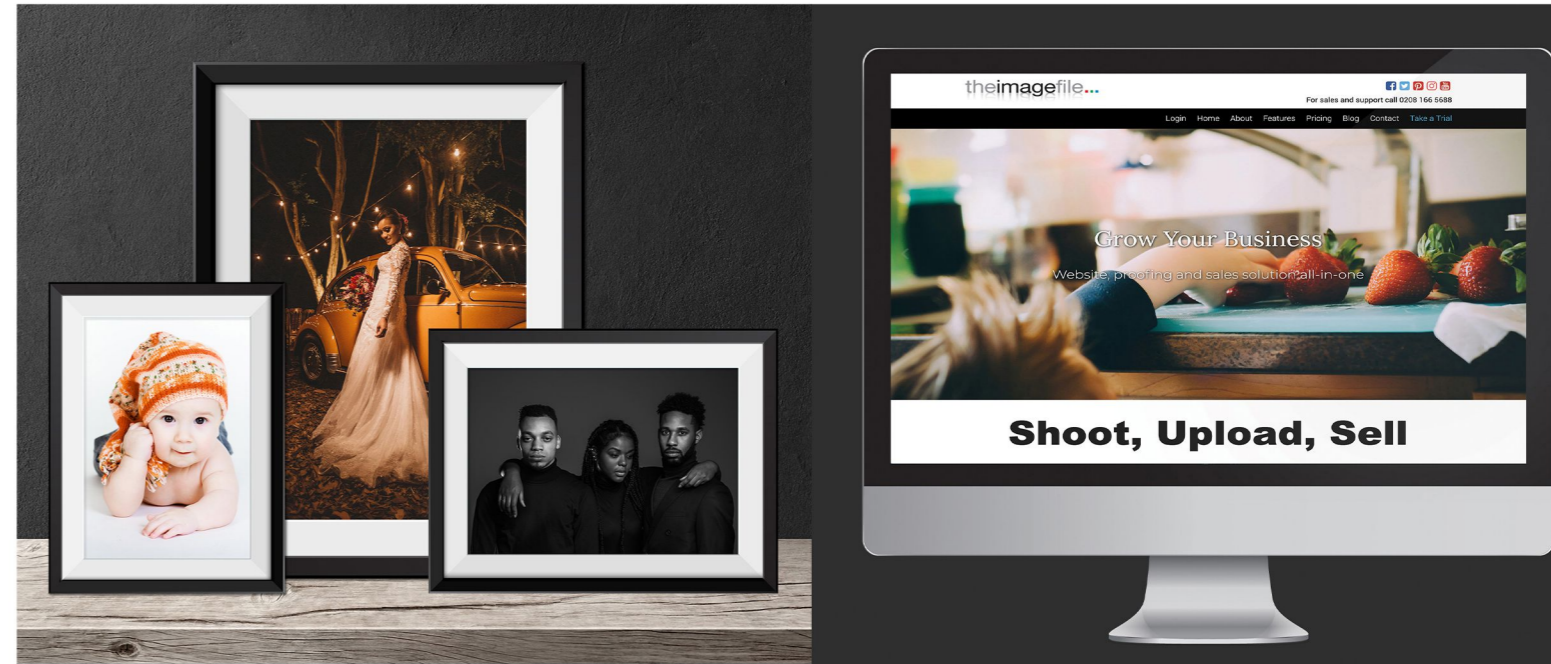 theimagefile...
For sales and support call 0208 166 5688
Login Home About Features Pricing Blog Contact Take a Trial
Grow Your Business
Website, proofing and sales solution all-in-one
Shoot, Upload, Sell